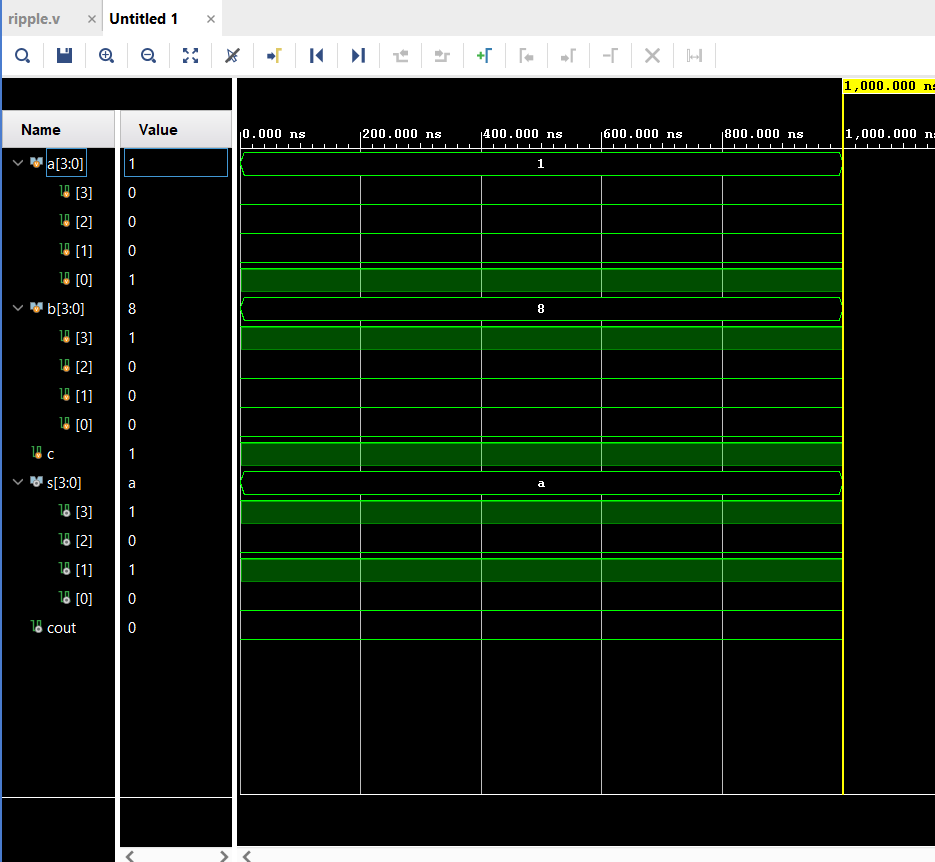 ripple.v × Untitled 1 ×
1,000.000 ns
Name Value
0.000 ns 200.000 ns 400.000 ns 600.000 ns 800.000 ns 1,000.000 ns
a[3:0] 1 1
[3] 0
[2] 0
[1] 0
[0] 1
b[3:0] 8 8
[3] 1
[2] 0
[1] 0
[0] 0
c 1
s[3:0] a a
[3] 1
[2] 0
[1] 1
[0] 0
cout 0